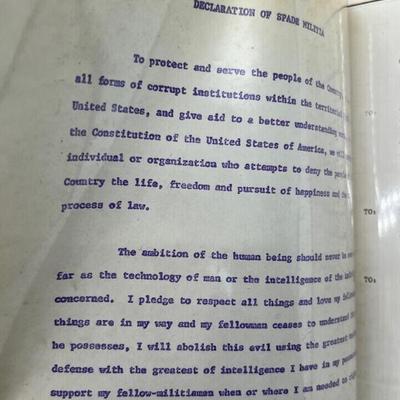 DECLARATION OF SPADE MILITIA
To protect and serve the people of the Country
all forms of corrupt institutions within the
United States, and give aid to a better understanding
the Constitution of the United States of America, we
individual or organization who attempts to deny the
Country the life, freedom and pursuit of happiness and
process of law.
The ambition of the human being should never be
far as the technology of man or the intelligence of the
concerned. I pledge to respect all things and love my
things are in my way and my fellowman ceases to understand
he possesses, I will abolish this evil using the greatest
defense with the greatest of intelligence I have in my
support my fellow-militiaman when or where I am needed to
TO:
TO:
TO: